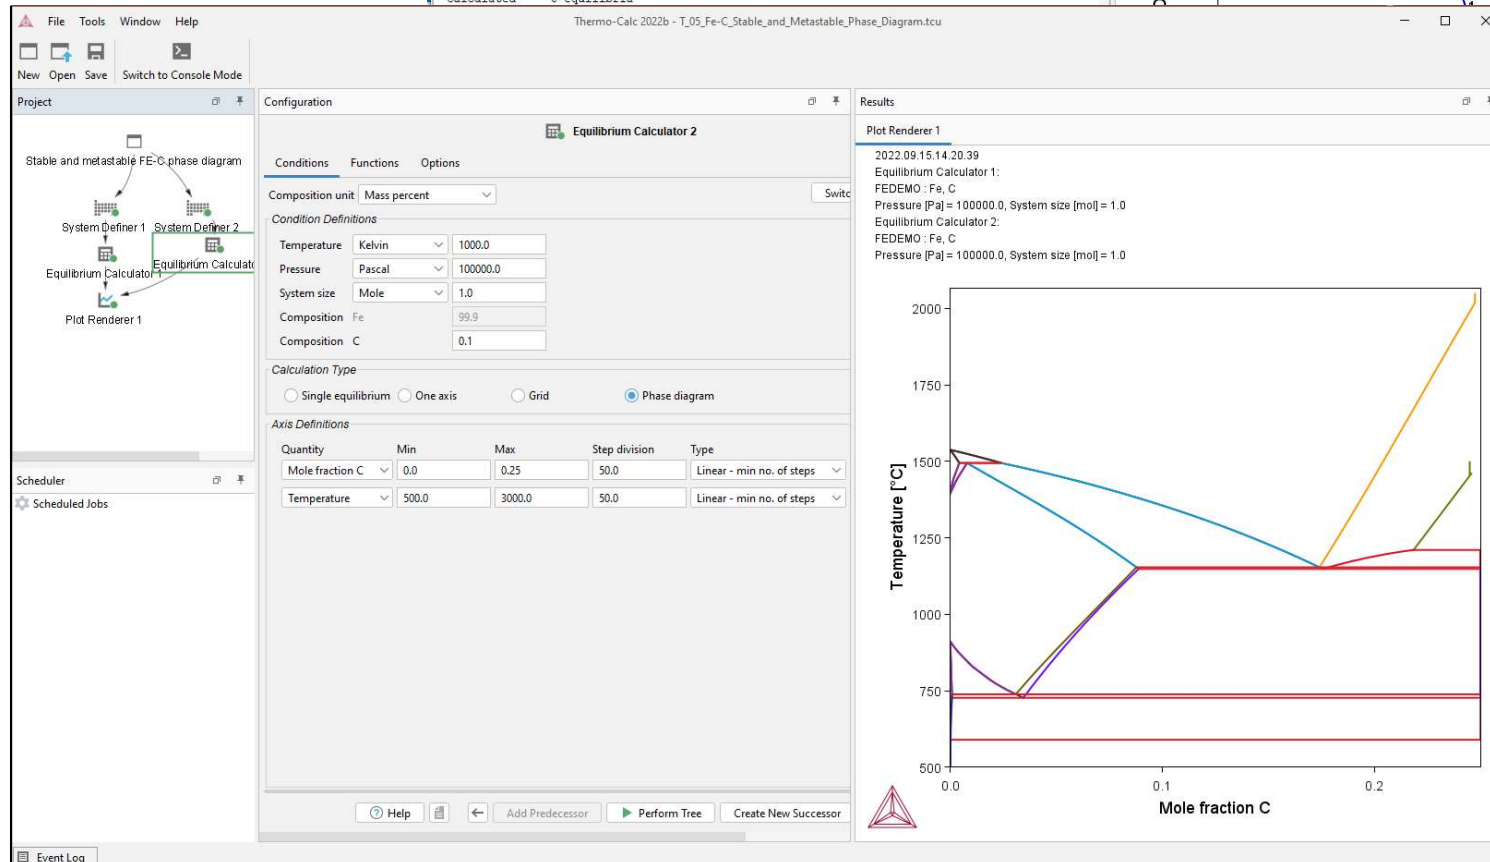 Calculated    0 equilibria
Thermo-Calc 2022b - T_05_Fe-C_Stable_and_Metastable_Phase_Diagram.tcu
File Tools Window Help
New Open Save Switch to Console Mode
Project
Stable and metastable FE-C phase diagram
System Definer 1 System Definer 2
Equilibrium Calculator 1
Equilibrium Calculato
Plot Renderer 1
Scheduler
Scheduled Jobs
Configuration
Equilibrium Calculator 2
Conditions Functions Options
Composition unit Mass percent Switc
Condition Definitions
Temperature Kelvin 1000.0
Pressure Pascal 100000.0
System size Mole 1.0
Composition Fe 99.9
Composition C 0.1
Calculation Type
Single equilibrium One axis Grid Phase diagram
Axis Definitions
Quantity Min Max Step division Type
Mole fraction C 0.0 0.25 50.0 Linear - min no. of steps
Temperature 500.0 3000.0 50.0 Linear - min no. of steps
Help Add Predecessor Perform Tree Create New Successor
Results
Plot Renderer 1
2022.09.15.14.20.39
Equilibrium Calculator 1:
FEDEMO : Fe, C
Pressure [Pa] = 100000.0, System size [mol] = 1.0
Equilibrium Calculator 2:
FEDEMO : Fe, C
Pressure [Pa] = 100000.0, System size [mol] = 1.0
2000
1750
1500
1250
1000
750
500
Temperature [°C]
0.0 0.1 0.2
Mole fraction C
Event Log